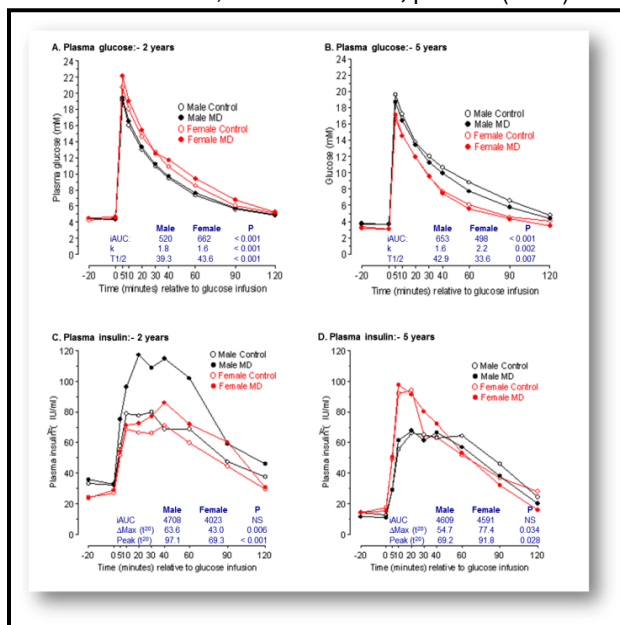 A. Plasma glucose:- 2 years
24
22
20
18
16
14
12
10
8
6
4
2
0
Plasma glucose (mM)
Male Control
Male MD
Female Control
Female MD
Male Female P
iAUC: 520 662 < 0.001
k 1.8 1.6 < 0.001
T1/2 39.3 43.6 < 0.001
-20 0 510 20 30 40 60 90 120
Time (minutes) relative to glucose infusion
B. Plasma glucose:- 5 years
24
22
20
18
16
14
12
10
8
6
4
2
0
Glucose (mM)
Male Control
Male MD
Female Control
Female MD
Male Female P
iAUC: 653 498 < 0.001
k 1.6 2.2 0.002
T1/2 42.9 33.6 0.007
-20 0 510 20 30 40 60 90 120
Time (minutes) relative to glucose infusion
C. Plasma insulin:- 2 years
120
100
80
60
40
20
0
Plasma insulin ( IU/ml)
Male Control
Male MD
Female Control
Female MD
Male Female P
iAUC 4708 4023 NS
ΔMax (t²⁰) 63.6 43.0 0.006
Peak (t²⁰) 97.1 69.3 < 0.001
-20 0 510 20 30 40 60 90 120
Time (minutes) relative to glucose infusion
D. Plasma insulin:- 5 years
120
100
80
60
40
20
0
Plasma insulin ( IU/ml)
Male Control
Male MD
Female Control
Female MD
Male Female P
iAUC 4609 4591 NS
ΔMax (t²⁰) 54.7 77.4 0.034
Peak (t²⁰) 69.2 91.8 0.028
-20 0 510 20 30 40 60 90 120
Time (minutes) relative to glucose infusion